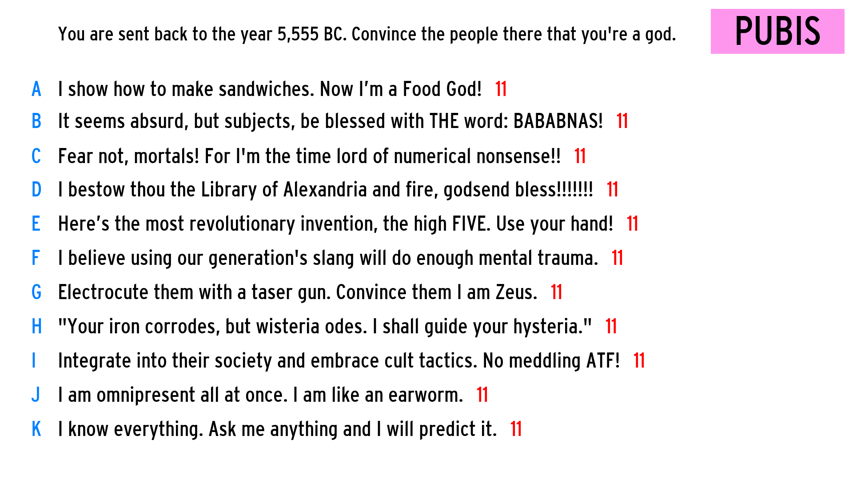 You are sent back to the year 5,555 BC. Convince the people there that you're a god.
PUBIS
A I show how to make sandwiches. Now I’m a Food God! 11
B It seems absurd, but subjects, be blessed with THE word: BABABNAS! 11
C Fear not, mortals! For I'm the time lord of numerical nonsense!! 11
D I bestow thou the Library of Alexandria and fire, godsend bless!!!!!!! 11
E Here’s the most revolutionary invention, the high FIVE. Use your hand! 11
F I believe using our generation's slang will do enough mental trauma. 11
G Electrocute them with a taser gun. Convince them I am Zeus. 11
H "Your iron corrodes, but wisteria odes. I shall guide your hysteria." 11
I Integrate into their society and embrace cult tactics. No meddling ATF! 11
J I am omnipresent all at once. I am like an earworm. 11
K I know everything. Ask me anything and I will predict it. 11